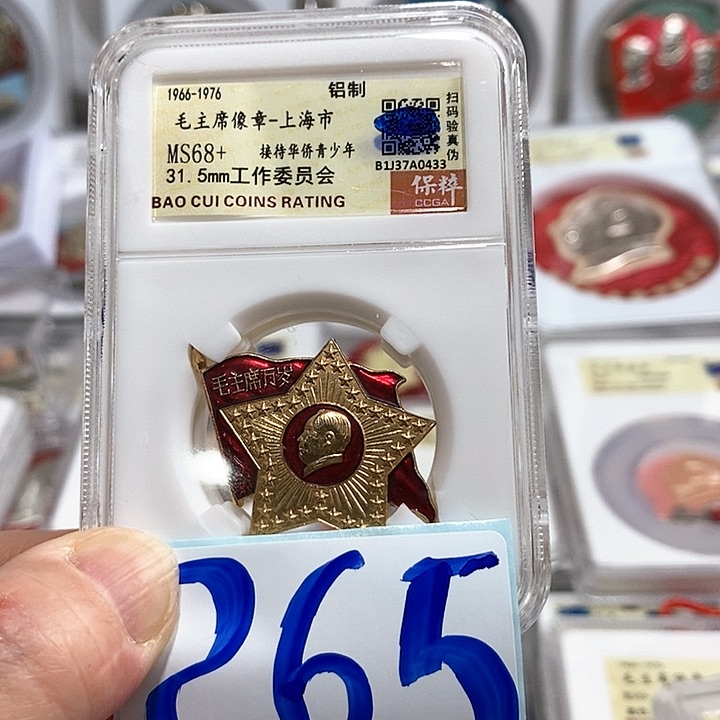 1966-1976 铝制
毛主席像章-上海市
MS68+ 接待华侨青少年
31.5mm工作委员会
BAO CUI COINS RATING
扫码验真伪
B1J37A0433
保粹
CCGA
毛主席万岁
265